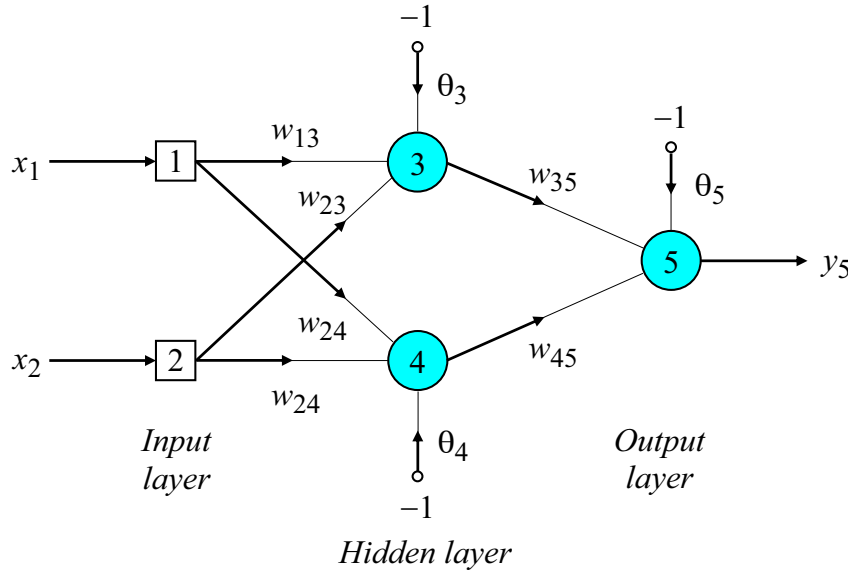 −1
θ3
−1
w13
x1
1
3
w35
θ5
w23
5
y5
w24
x2
2
4
w45
w24
Input
layer
θ4
Output
layer
−1
Hidden layer